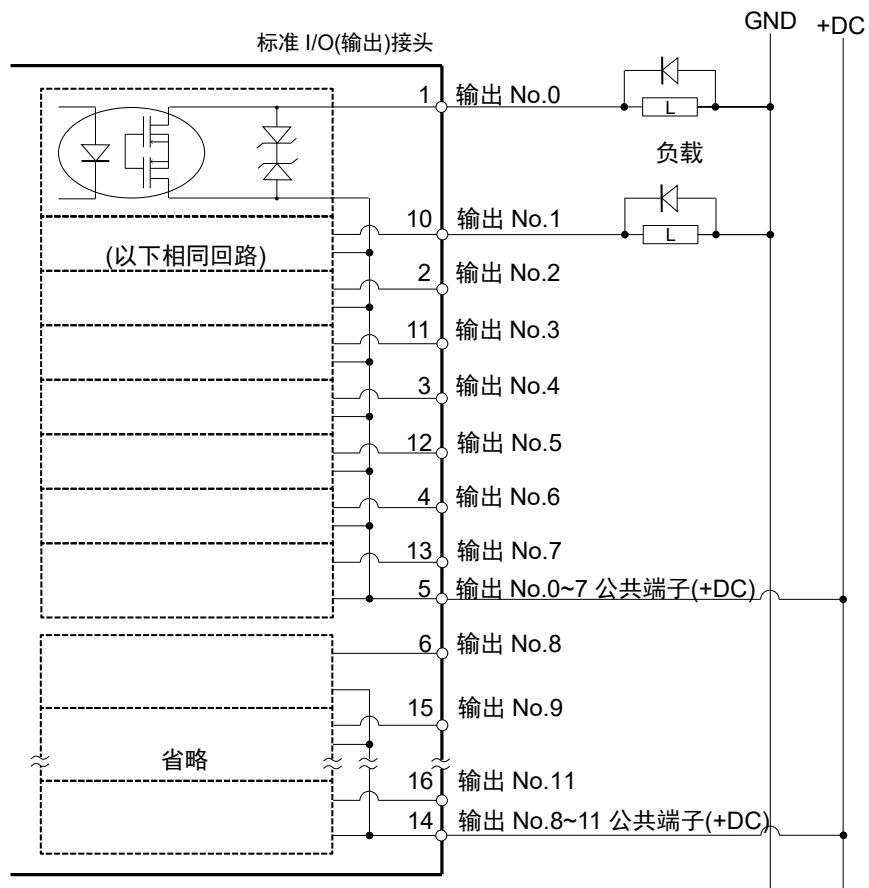 GND +DC
标准 I/O(输出)接头
1 输出 No.0
L
负载
10 输出 No.1
L
(以下相同回路)
2 输出 No.2
11 输出 No.3
3 输出 No.4
12 输出 No.5
4 输出 No.6
13 输出 No.7
5 输出 No.0~7 公共端子(+DC)
6 输出 No.8
15 输出 No.9
省略
16 输出 No.11
14 输出 No.8~11 公共端子(+DC)